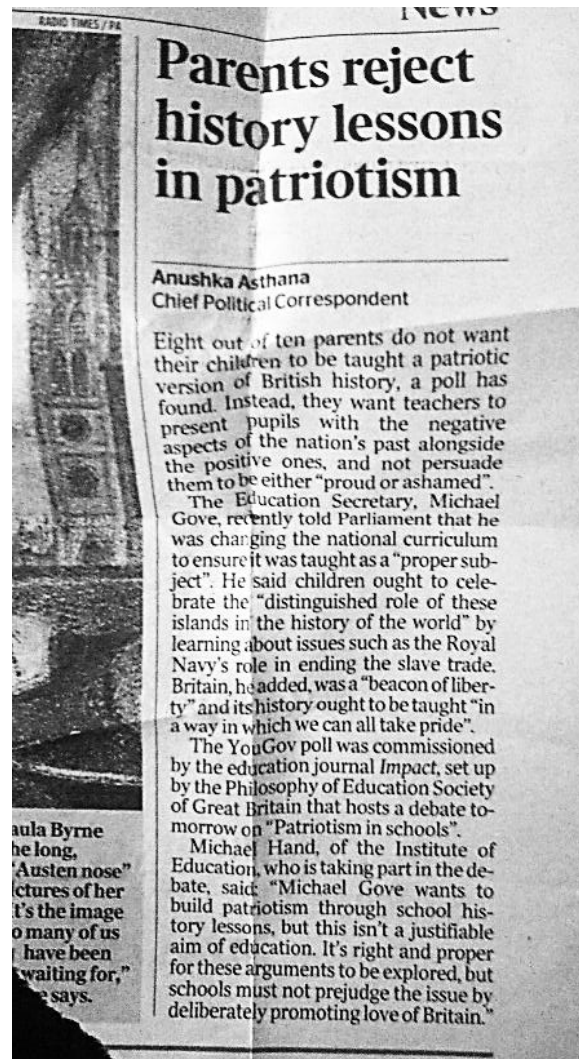 RADIO TIMES / PA
News
Parents reject
history lessons
in patriotism
Anushka Asthana
Chief Political Correspondent
Eight out of ten parents do not want
their children to be taught a patriotic
version of British history, a poll has
found. Instead, they want teachers to
present pupils with the negative
aspects of the nation's past alongside
the positive ones, and not persuade
them to be either "proud or ashamed".
The Education Secretary, Michael
Gove, recently told Parliament that he
was changing the national curriculum
to ensure it was taught as a "proper sub-
ject". He said children ought to cele-
brate the "distinguished role of these
islands in the history of the world" by
learning about issues such as the Royal
Navy's role in ending the slave trade.
Britain, he added, was a "beacon of liber-
ty" and its history ought to be taught "in
a way in which we can all take pride".
The YouGov poll was commissioned
by the education journal Impact, set up
by the Philosophy of Education Society
of Great Britain that hosts a debate to-
morrow on "Patriotism in schools".
Michael Hand, of the Institute of
Education, who is taking part in the de-
bate, said: "Michael Gove wants to
build patriotism through school his-
tory lessons, but this isn't a justifiable
aim of education. It's right and proper
for these arguments to be explored, but
schools must not prejudge the issue by
deliberately promoting love of Britain."
aula Byrne
he long,
"Austen nose"
ctures of her
t's the image
o many of us
have been
waiting for,"
says.